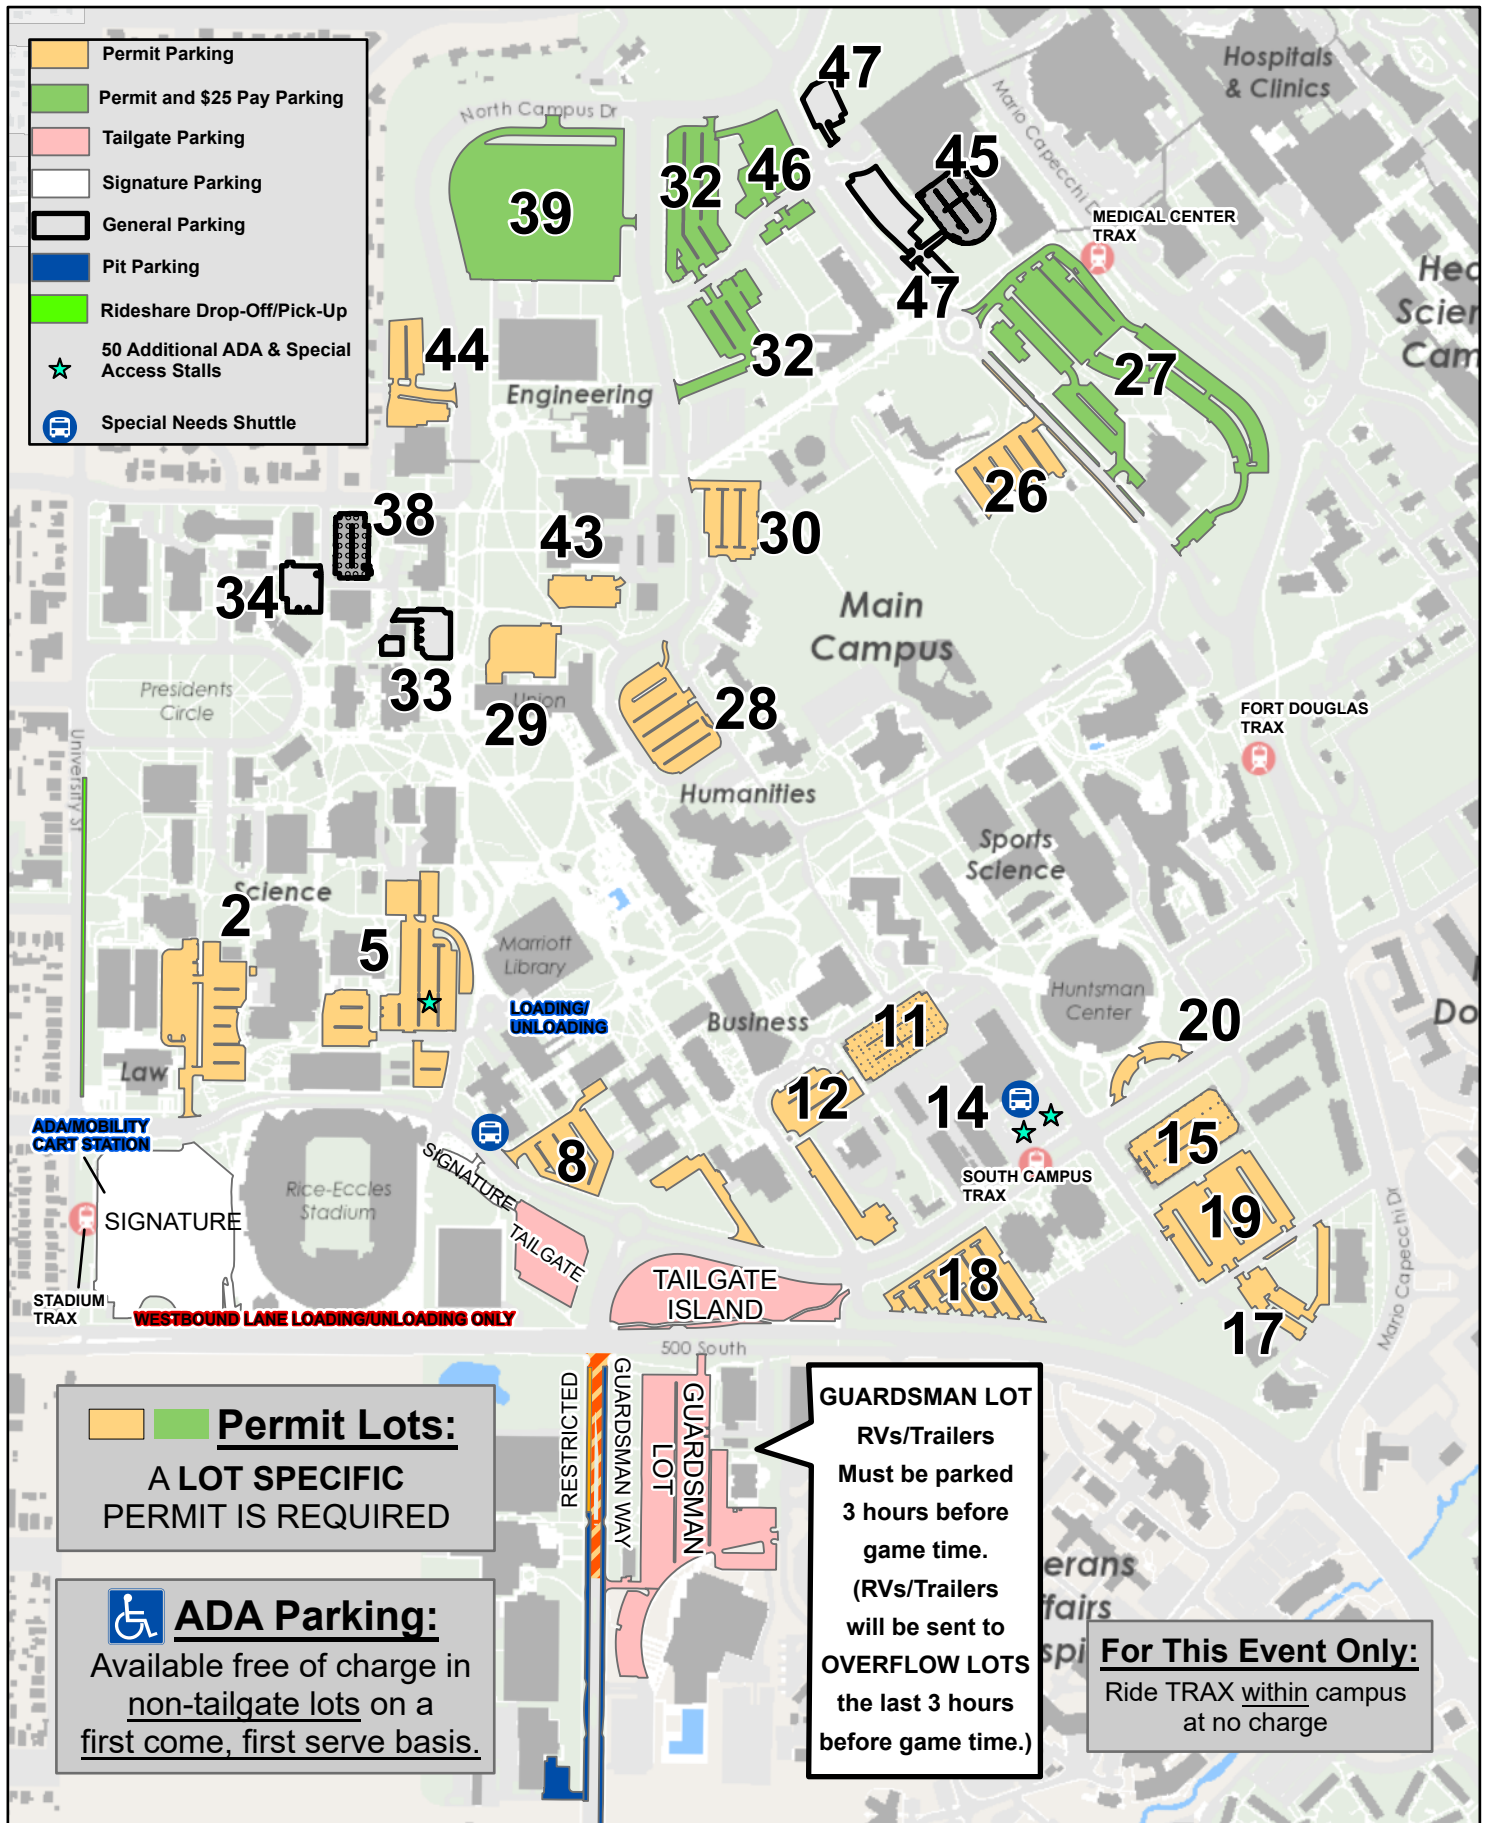 Permit Parking
Permit and $25 Pay Parking
Tailgate Parking
Signature Parking
General Parking
Pit Parking
Rideshare Drop-Off/Pick-Up
50 Additional ADA & Special
Access Stalls
Special Needs Shuttle
North Campus Dr
Mario Capecchi D
Hospitals
& Clinics
47
45
46
32
39
MEDICAL CENTER
TRAX
47
Hea
Scien
Cam
44
32
27
Engineering
26
38
43
30
34
Main
Campus
33
29
Union
28
Presidents
Circle
FORT DOUGLAS
TRAX
University St
Humanities
Sports
Science
Science
2
5
Marriott
Library
LOADING/
UNLOADING
Business
11
Huntsman
Center
20
Do
Law
12
14
15
ADA/MOBILITY
CART STATION
8
SIGNATURE
SOUTH CAMPUS
TRAX
Rice-Eccles
Stadium
SIGNATURE
19
TAILGATE
TAILGATE
ISLAND
18
Mario Capecchi Dr
STADIUM
TRAX
WESTBOUND LANE LOADING/UNLOADING ONLY
17
500 South
RESTRICTED
GUARDSMAN WAY
GUARDSMAN
LOT
GUARDSMAN LOT
RVs/Trailers
Must be parked
3 hours before
game time.
(RVs/Trailers
will be sent to
OVERFLOW LOTS
the last 3 hours
before game time.)
Permit Lots:
A LOT SPECIFIC
PERMIT IS REQUIRED
ADA Parking:
Available free of charge in
non-tailgate lots on a
first come, first serve basis.
erans
ffairs
spi
For This Event Only:
Ride TRAX within campus
at no charge